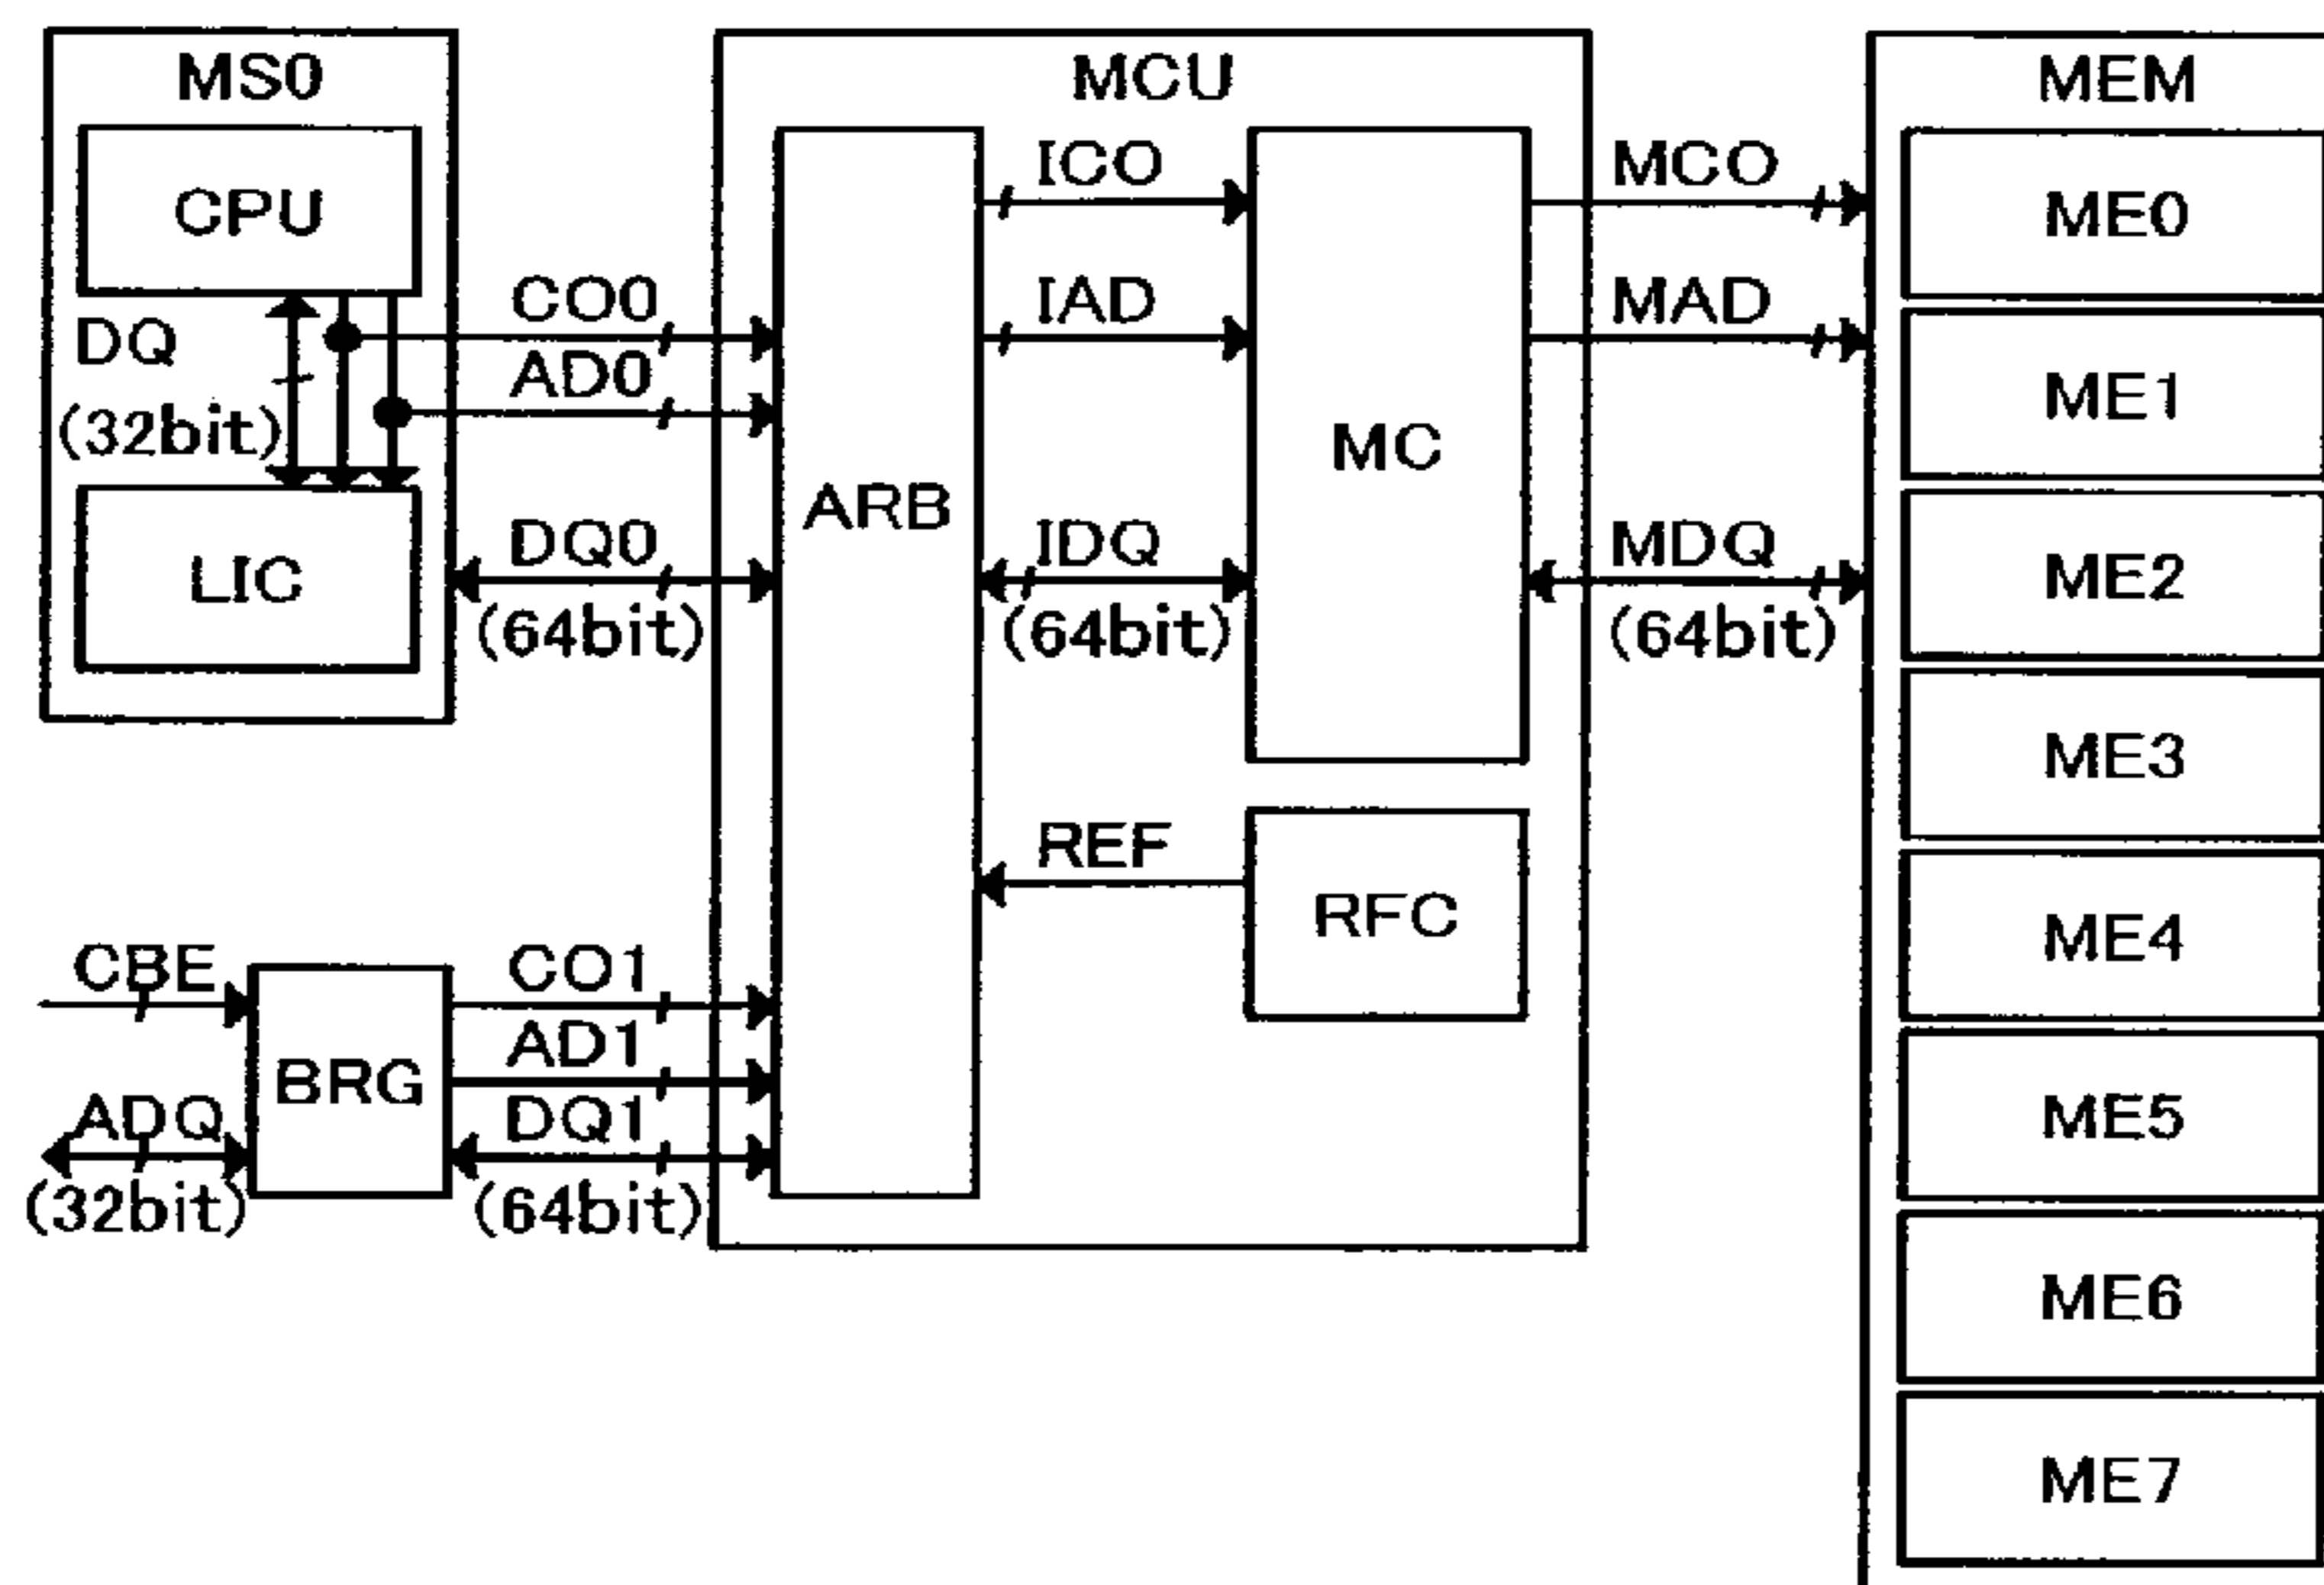 MS0
CPU
DQ
(32bit)
LIC
CO0
AD0
DQ0
(64bit)
CBE
ADQ
(32bit)
BRG
CO1
AD1
DQ1
(64bit)
MCU
ARB
ICO
IAD
IDQ
(64bit)
REF
MC
RFC
MCO
MAD
MDQ
(64bit)
MEM
ME0
ME1
ME2
ME3
ME4
ME5
ME6
ME7